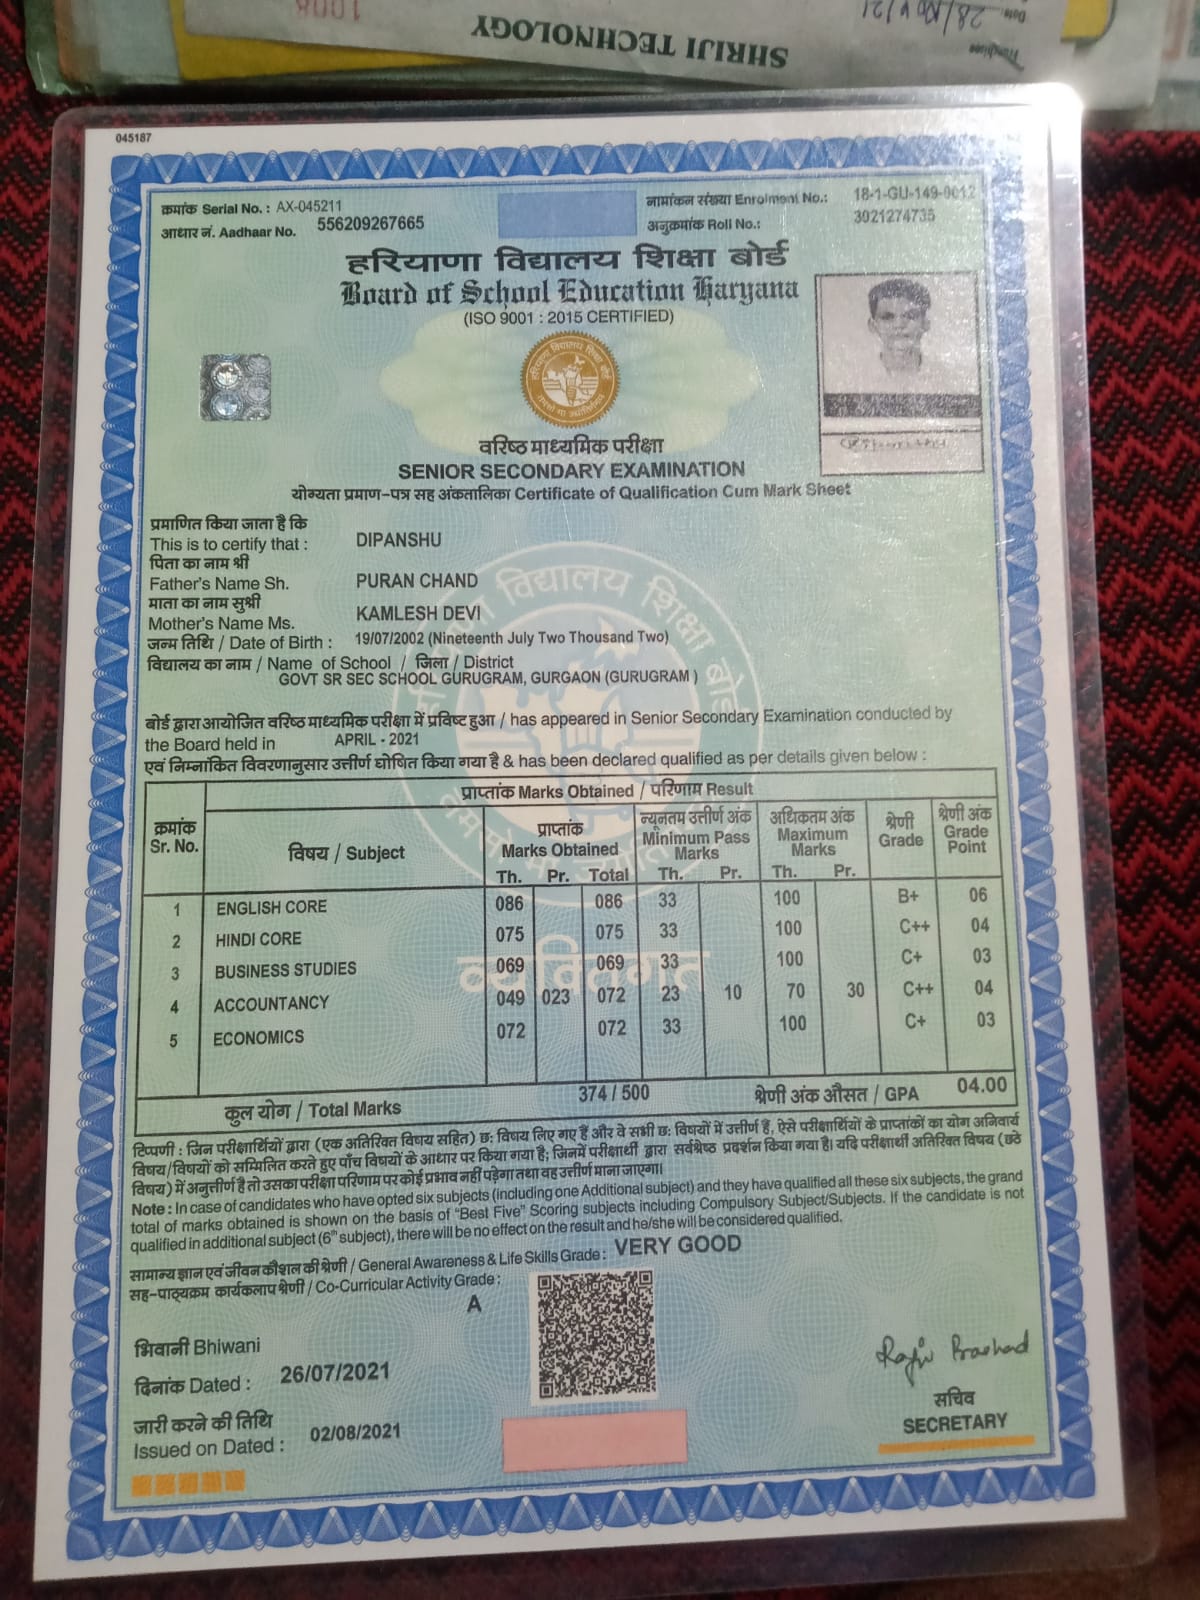 SHRIJI TECHNOLOGY
Date
28/Nov/21
1008
045187
क्रमांक Serial No. : AX-045211
आधार नं. Aadhaar No. 556209267665
नामांकन संख्या Enrolment No.: 18-1-GU-149-0012
अनुक्रमांक Roll No.: 3021274735
हरियाणा विद्यालय शिक्षा बोर्ड
Board of School Education Haryana
(ISO 9001 : 2015 CERTIFIED)
वरिष्ठ माध्यमिक परीक्षा
SENIOR SECONDARY EXAMINATION
योग्यता प्रमाण-पत्र सह अंकतालिका Certificate of Qualification Cum Mark Sheet
प्रमाणित किया जाता है कि
This is to certify that : DIPANSHU
पिता का नाम श्री
Father's Name Sh. PURAN CHAND
माता का नाम सुश्री
Mother's Name Ms. KAMLESH DEVI
जन्म तिथि / Date of Birth : 19/07/2002 (Nineteenth July Two Thousand Two)
विद्यालय का नाम / Name of School / जिला / District
GOVT SR SEC SCHOOL GURUGRAM, GURGAON (GURUGRAM )
बोर्ड द्वारा आयोजित वरिष्ठ माध्यमिक परीक्षा में प्रविष्ट हुआ / has appeared in Senior Secondary Examination conducted by
the Board held in APRIL - 2021
एवं निम्नांकित विवरणानुसार उत्तीर्ण घोषित किया गया है & has been declared qualified as per details given below :
प्राप्तांक Marks Obtained / परिणाम Result
क्रमांक Sr. No. विषय / Subject प्राप्तांक Marks Obtained न्यूनतम उत्तीर्ण अंक Minimum Pass Marks अधिकतम अंक Maximum Marks श्रेणी Grade श्रेणी अंक Grade Point
Th. Pr. Total Th. Pr. Th. Pr.
1 ENGLISH CORE 086 086 33 100 B+ 06
2 HINDI CORE 075 075 33 100 C++ 04
3 BUSINESS STUDIES 069 069 33 100 C+ 03
4 ACCOUNTANCY 049 023 072 23 10 70 30 C++ 04
5 ECONOMICS 072 072 33 100 C+ 03
व्यक्तिगत
कुल योग / Total Marks 374 / 500 श्रेणी अंक औसत / GPA 04.00
टिप्पणी : जिन परीक्षार्थियों द्वारा (एक अतिरिक्त विषय सहित) छ: विषय लिए गए हैं और वे सभी छ: विषयों में उत्तीर्ण हैं, ऐसे परीक्षार्थियों के प्राप्तांकों का योग अनिवार्य
विषय/विषयों को सम्मिलित करते हुए पाँच विषयों के आधार पर किया गया है; जिनमें परीक्षार्थी द्वारा सर्वश्रेष्ठ प्रदर्शन किया गया है। यदि परीक्षार्थी अतिरिक्त विषय (छठे
विषय) में अनुत्तीर्ण है तो उसका परीक्षा परिणाम पर कोई प्रभाव नहीं पड़ेगा तथा वह उत्तीर्ण माना जाएगा।
Note : In case of candidates who have opted six subjects (including one Additional subject) and they have qualified all these six subjects, the grand
total of marks obtained is shown on the basis of "Best Five" Scoring subjects including Compulsory Subject/Subjects. If the candidate is not
qualified in additional subject (6th subject), there will be no effect on the result and he/she will be considered qualified.
सामान्य ज्ञान एवं जीवन कौशल की श्रेणी / General Awareness & Life Skills Grade : VERY GOOD
सह-पाठ्यक्रम कार्यकलाप श्रेणी / Co-Curricular Activity Grade : A
भिवानी Bhiwani
दिनांक Dated : 26/07/2021
जारी करने की तिथि
Issued on Dated : 02/08/2021
सचिव
SECRETARY